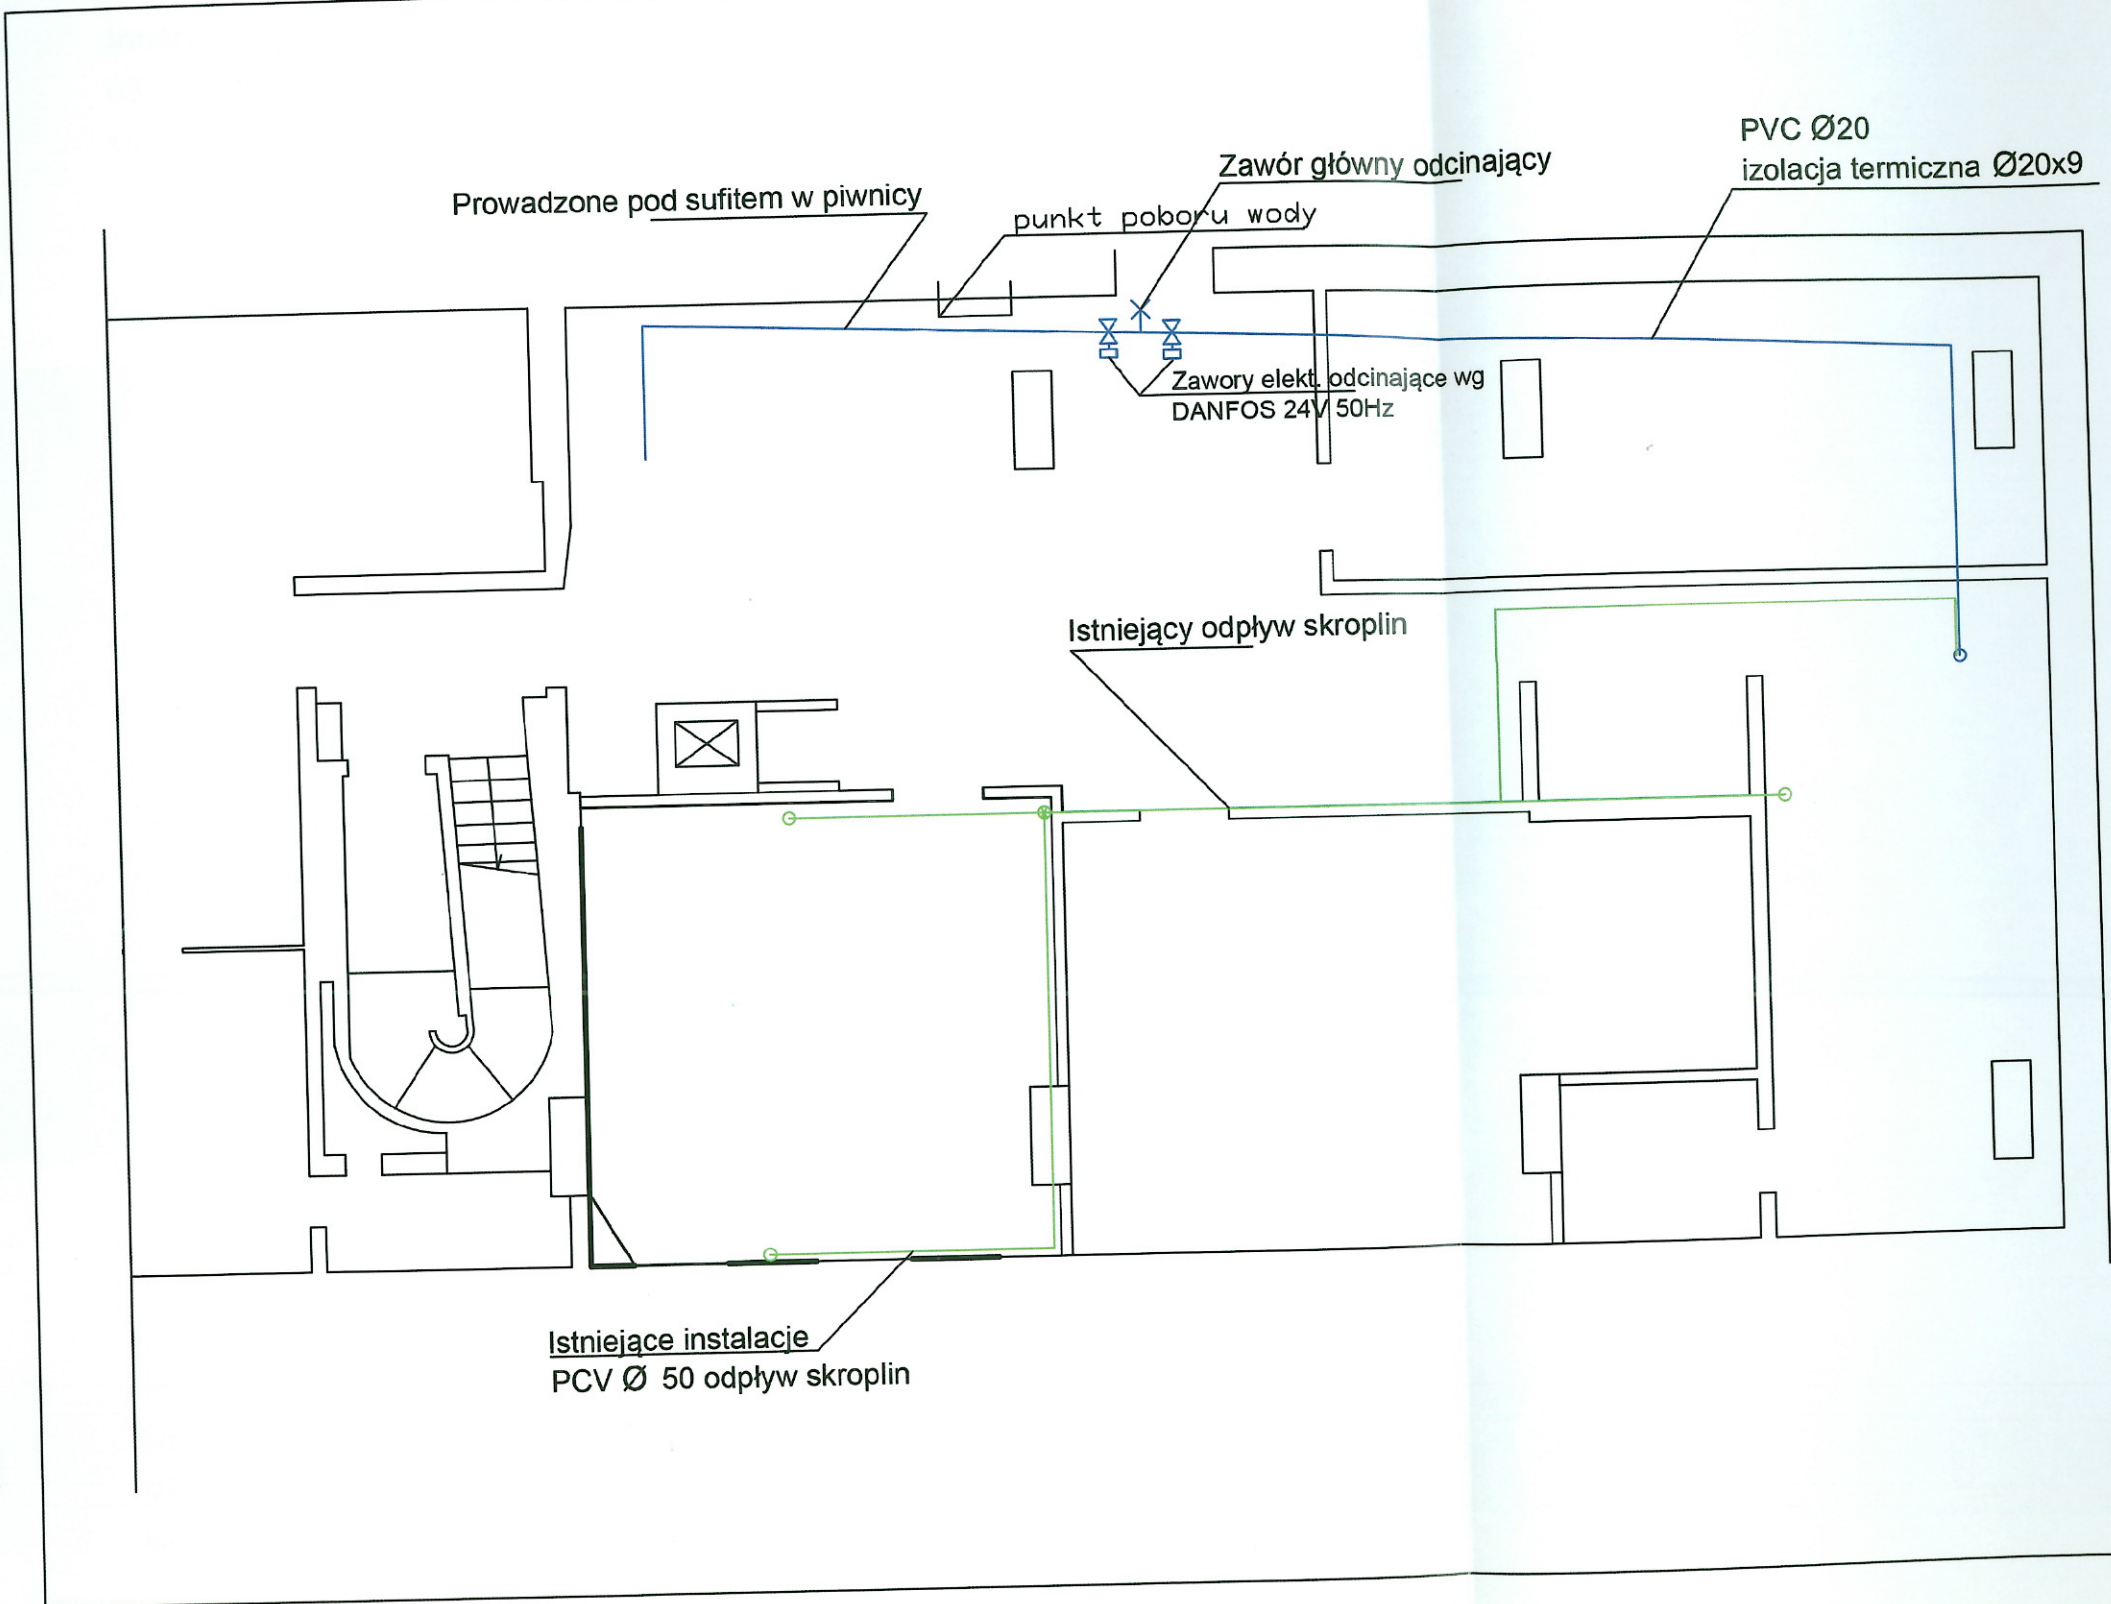 PVC Ø20
izolacja termiczna Ø20x9
Zawór główny odcinający
Prowadzone pod sufitem w piwnicy
punkt poboru wody
Zawory elekt. odcinające wg
DANFOS 24V 50Hz
Istniejący odpływ skroplin
Istniejące instalacje
PCV Ø 50 odpływ skroplin